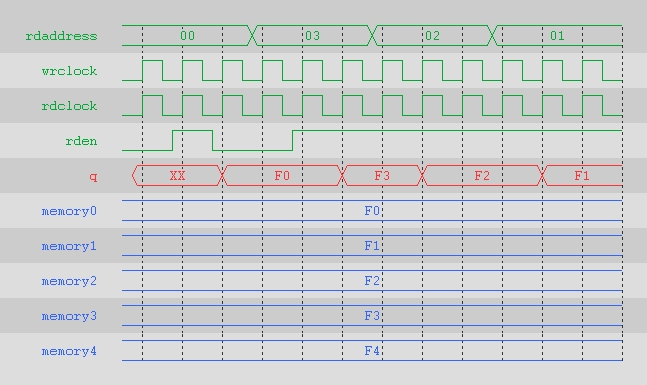 rdaddress 00 03 02 01
wrclock
rdclock
rden
q XX F0 F3 F2 F1
memory0 F0
memory1 F1
memory2 F2
memory3 F3
memory4 F4